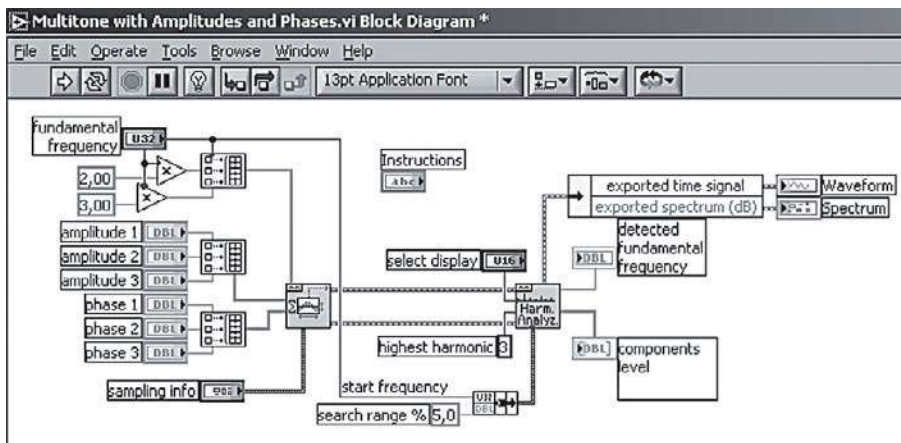 Multitone with Amplitudes and Phases.vi Block Diagram *
File Edit Operate Tools Browse Window Help
13pt Application Font
fundamental
frequency
U32
2,00
3,00
Instructions
abc
exported time signal
Waveform
exported spectrum (dB)
Spectrum
amplitude 1 DBL
amplitude 2 DBL
amplitude 3 DBL
phase 1 DBL
phase 2 DBL
phase 3 DBL
select display U16
DBL
detected
fundamental
frequency
Harm.
Analyz.
highest harmonic 3
[DBL]
components
level
sampling info
start frequency
search range % 5,0
DBL